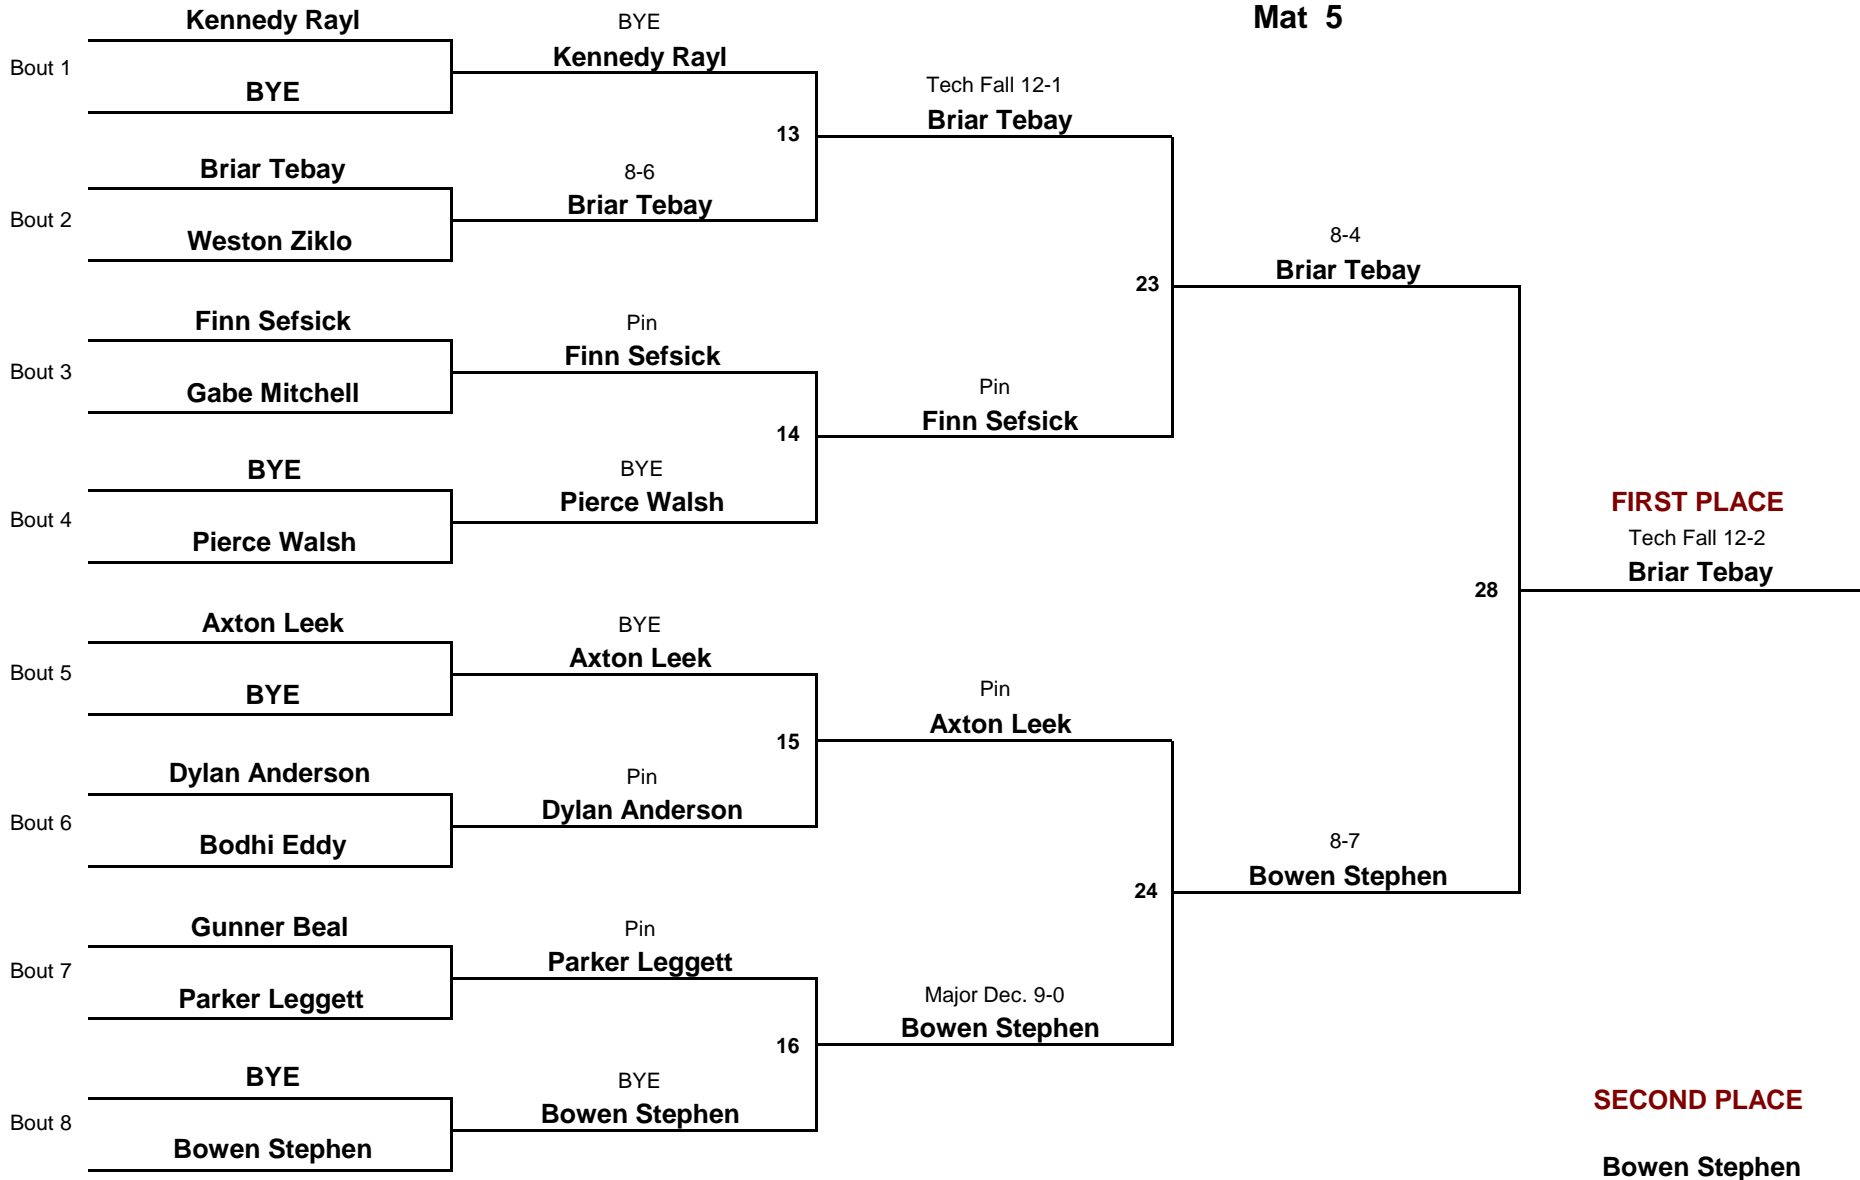 Mat 5
Kennedy Rayl
Bout 1
BYE
Briar Tebay
Bout 2
Weston Ziklo
Finn Sefsick
Bout 3
Gabe Mitchell
BYE
Bout 4
Pierce Walsh
Axton Leek
Bout 5
BYE
Dylan Anderson
Bout 6
Bodhi Eddy
Gunner Beal
Bout 7
Parker Leggett
BYE
Bout 8
Bowen Stephen
BYE
Kennedy Rayl
13
8-6
Briar Tebay
Pin
Finn Sefsick
14
BYE
Pierce Walsh
BYE
Axton Leek
15
Pin
Dylan Anderson
Pin
Parker Leggett
16
BYE
Bowen Stephen
Tech Fall 12-1
Briar Tebay
23
Pin
Finn Sefsick
Pin
Axton Leek
24
Major Dec. 9-0
Bowen Stephen
8-4
Briar Tebay
28
8-7
Bowen Stephen
FIRST PLACE
Tech Fall 12-2
Briar Tebay
SECOND PLACE
Bowen Stephen